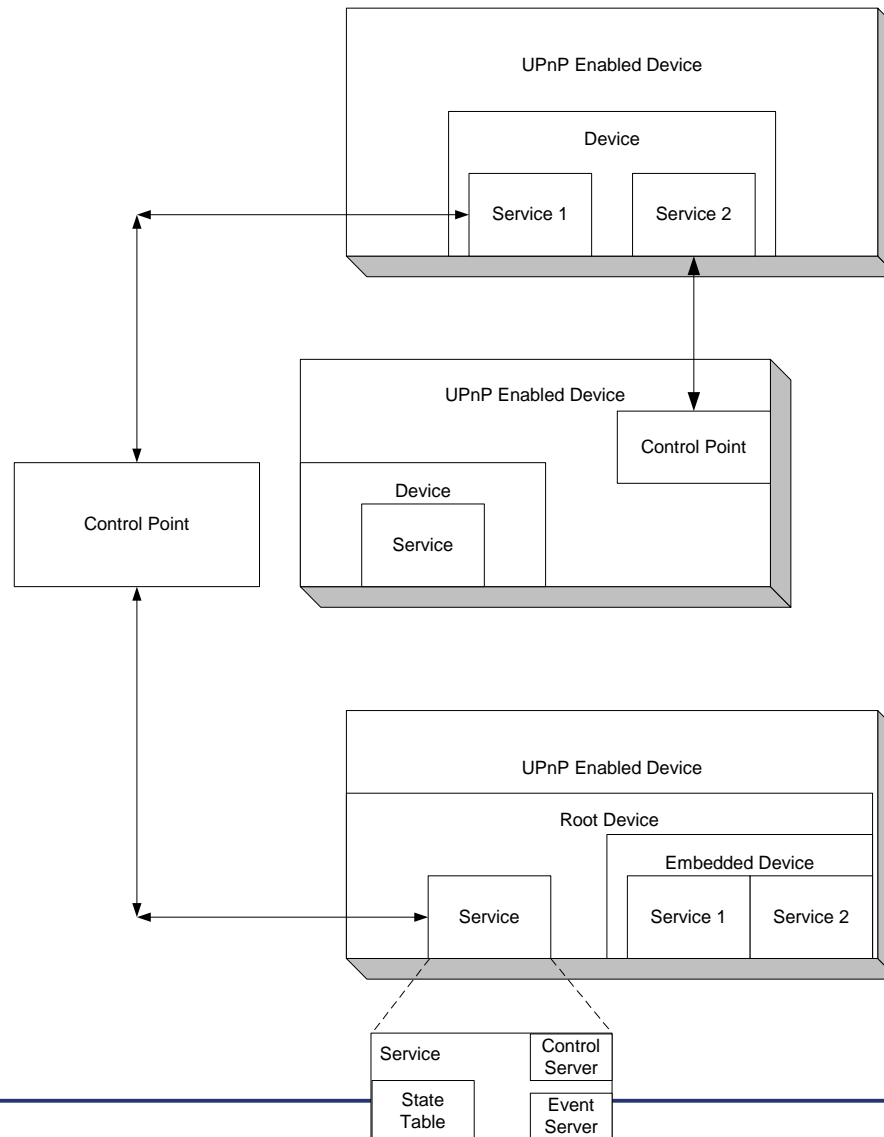 UPnP Enabled Device
Device
Service 1
Service 2
UPnP Enabled Device
Control Point
Device
Service
Control Point
UPnP Enabled Device
Root Device
Embedded Device
Service
Service 1
Service 2
Service
Control
Server
State
Table
Event
Server